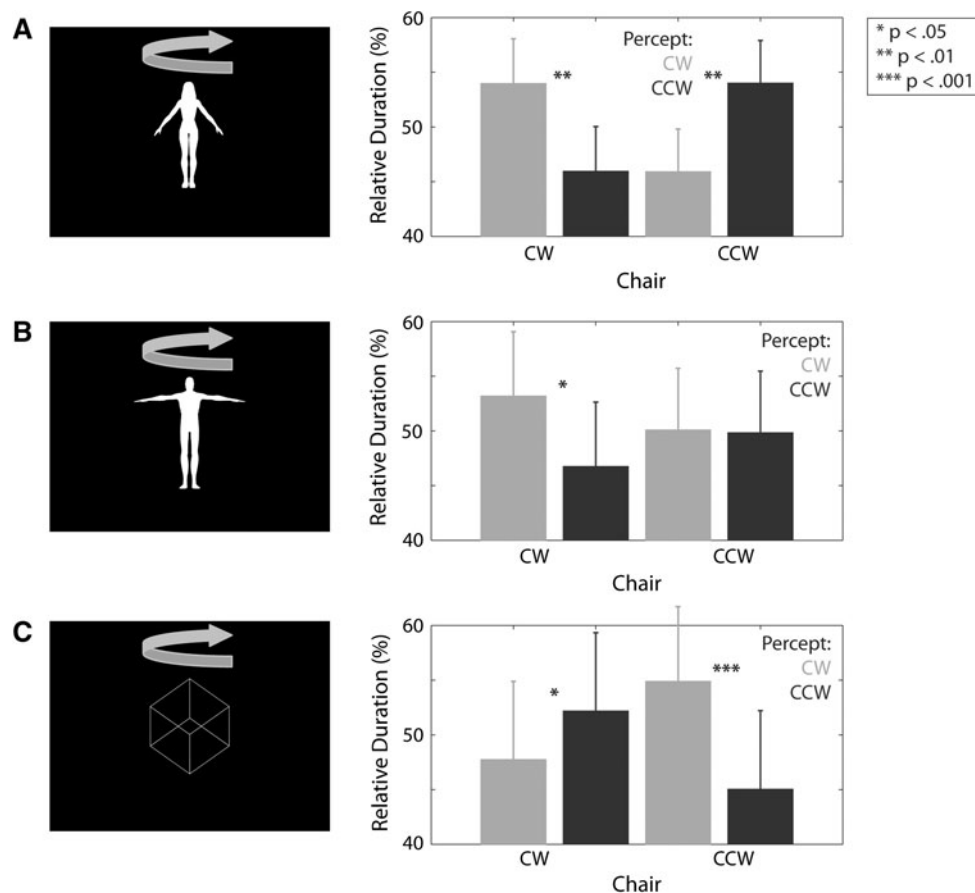 A
Relative Duration (%)
60
50
40
Percept:
CW
CCW
**
**
CW
CCW
Chair
* p < .05
** p < .01
*** p < .001
B
Relative Duration (%)
60
50
40
Percept:
CW
CCW
*
CW
CCW
Chair
C
Relative Duration (%)
60
50
40
Percept:
CW
CCW
*
***
CW
CCW
Chair